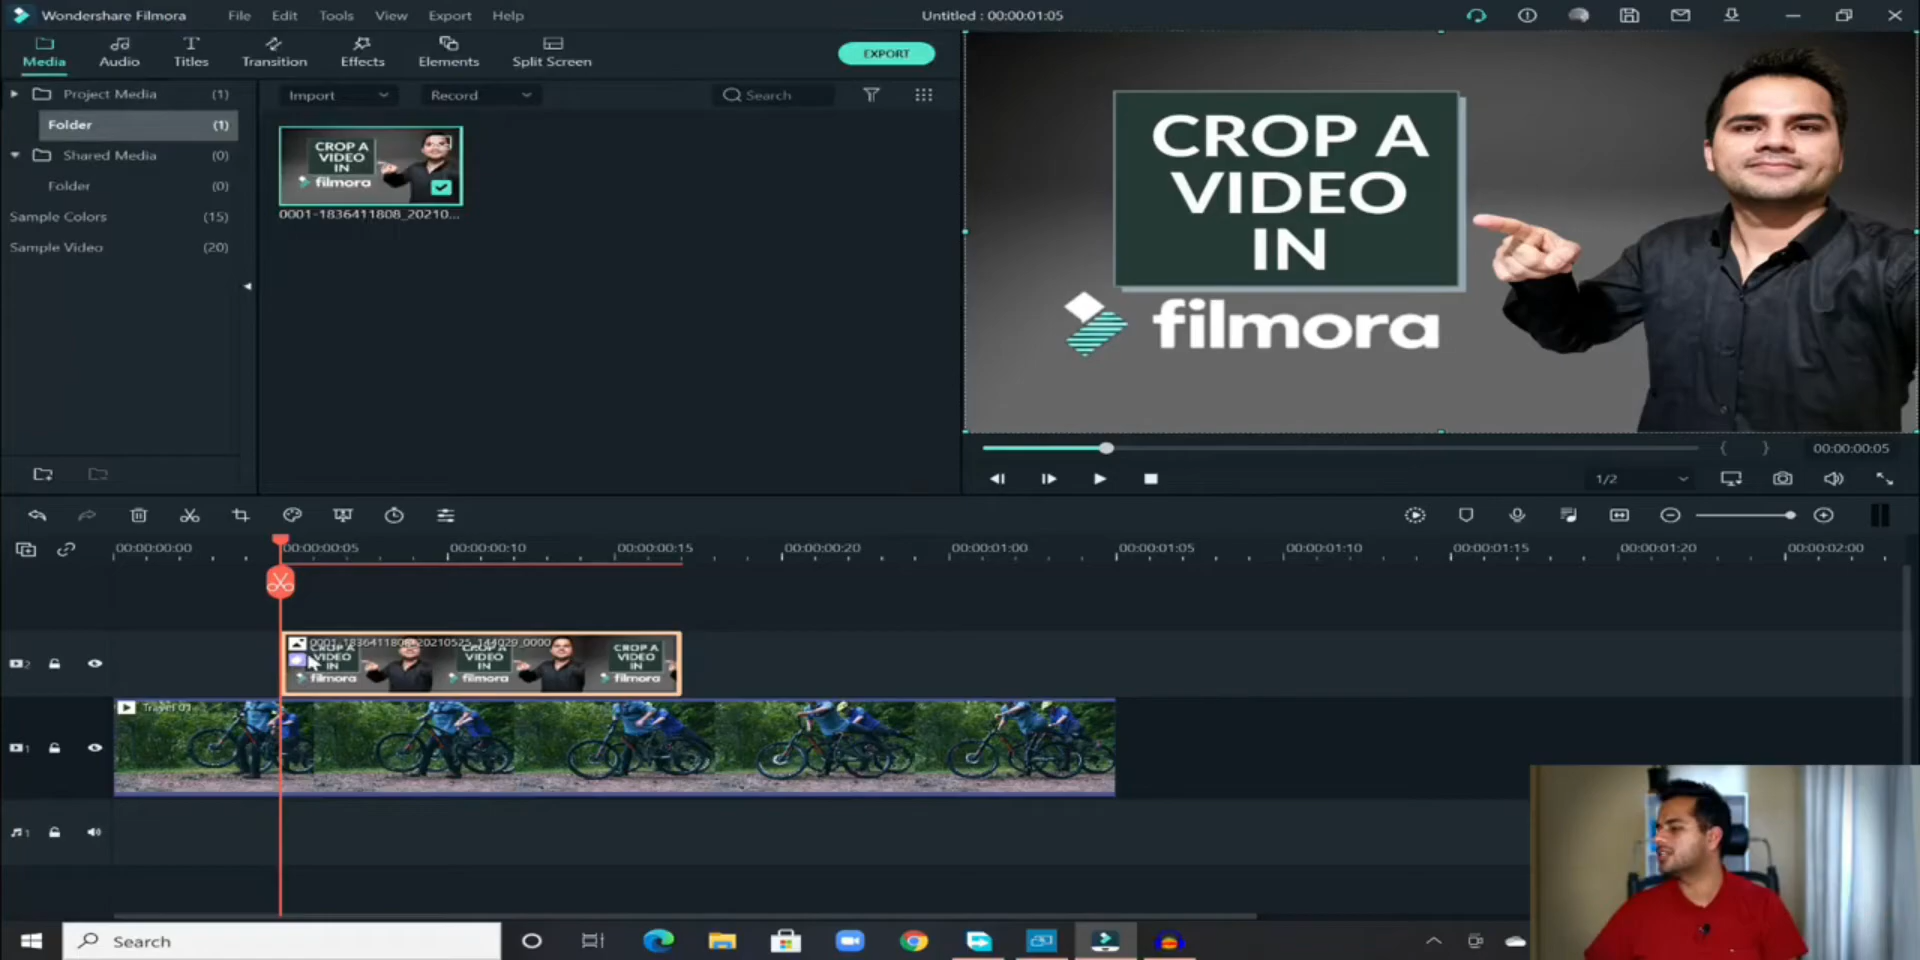 Wondershare Filmora File Edit Tools View Export Help Untitled : 00:00:01:05
Media Audio Titles Transition Effects Elements Split Screen EXPORT
Project Media (1)
Folder (1)
Shared Media (0)
Folder (0)
Sample Colors (15)
Sample Video (20)
Import Record Search
CROP A
VIDEO
IN
filmora
0001-1836411808_20210...
CROP A
VIDEO
IN
filmora
00:00:00:05
1/2
00:00:00:00 00:00:00:05 00:00:00:10 00:00:00:15 00:00:00:20 00:00:01:00 00:00:01:05 00:00:01:10 00:00:01:15 00:00:01:20 00:00:02:00
2
0001-1836411808_20210525_144029_0000
CROP A CROP A CROP A
VIDEO VIDEO VIDEO
IN IN IN
filmora filmora filmora
Travel 01
1
1
Search